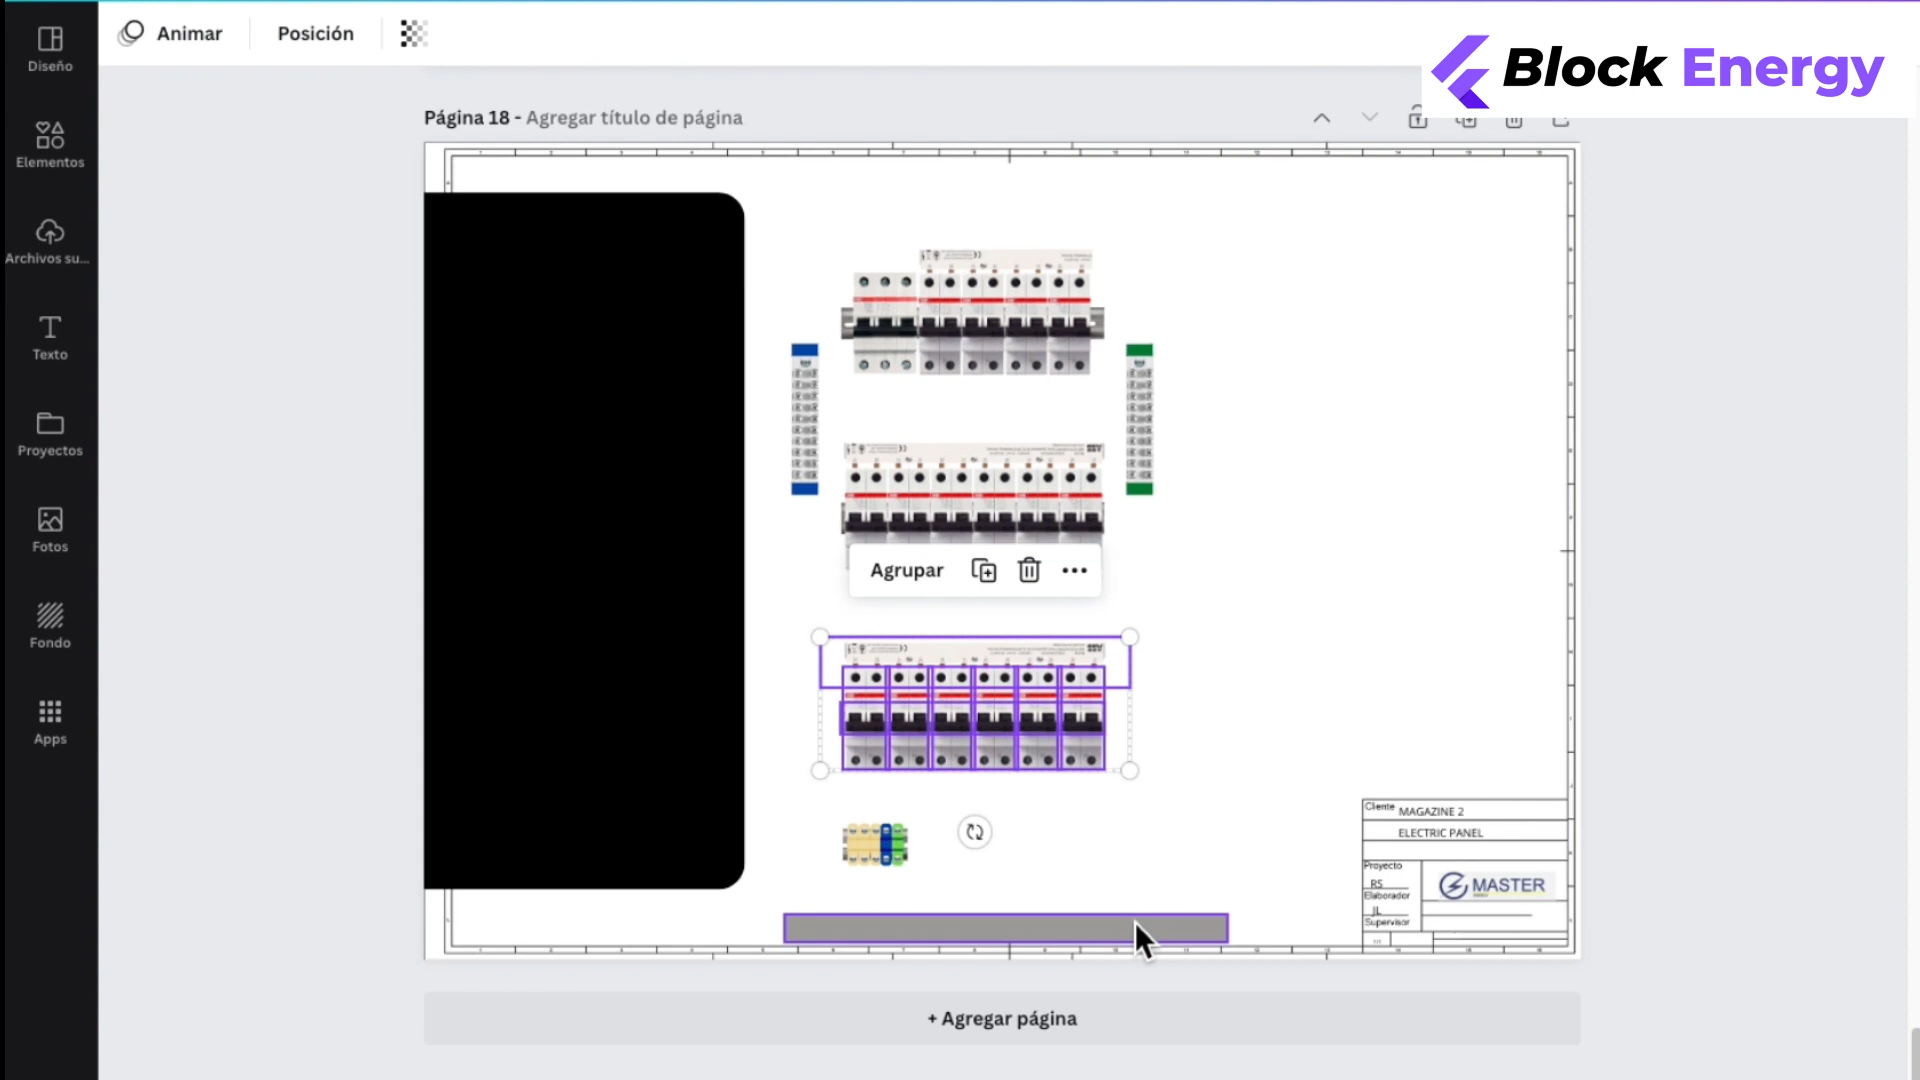 Animar
Posición
Block Energy
Diseño
Elementos
Archivos su...
Texto
Proyectos
Fotos
Fondo
Apps
Página 18 - Agregar título de página
Agrupar
Cliente MAGAZINE 2
ELECTRIC PANEL
Proyecto
RS
Elaborador
JL
Supervisor
MASTER
+ Agregar página